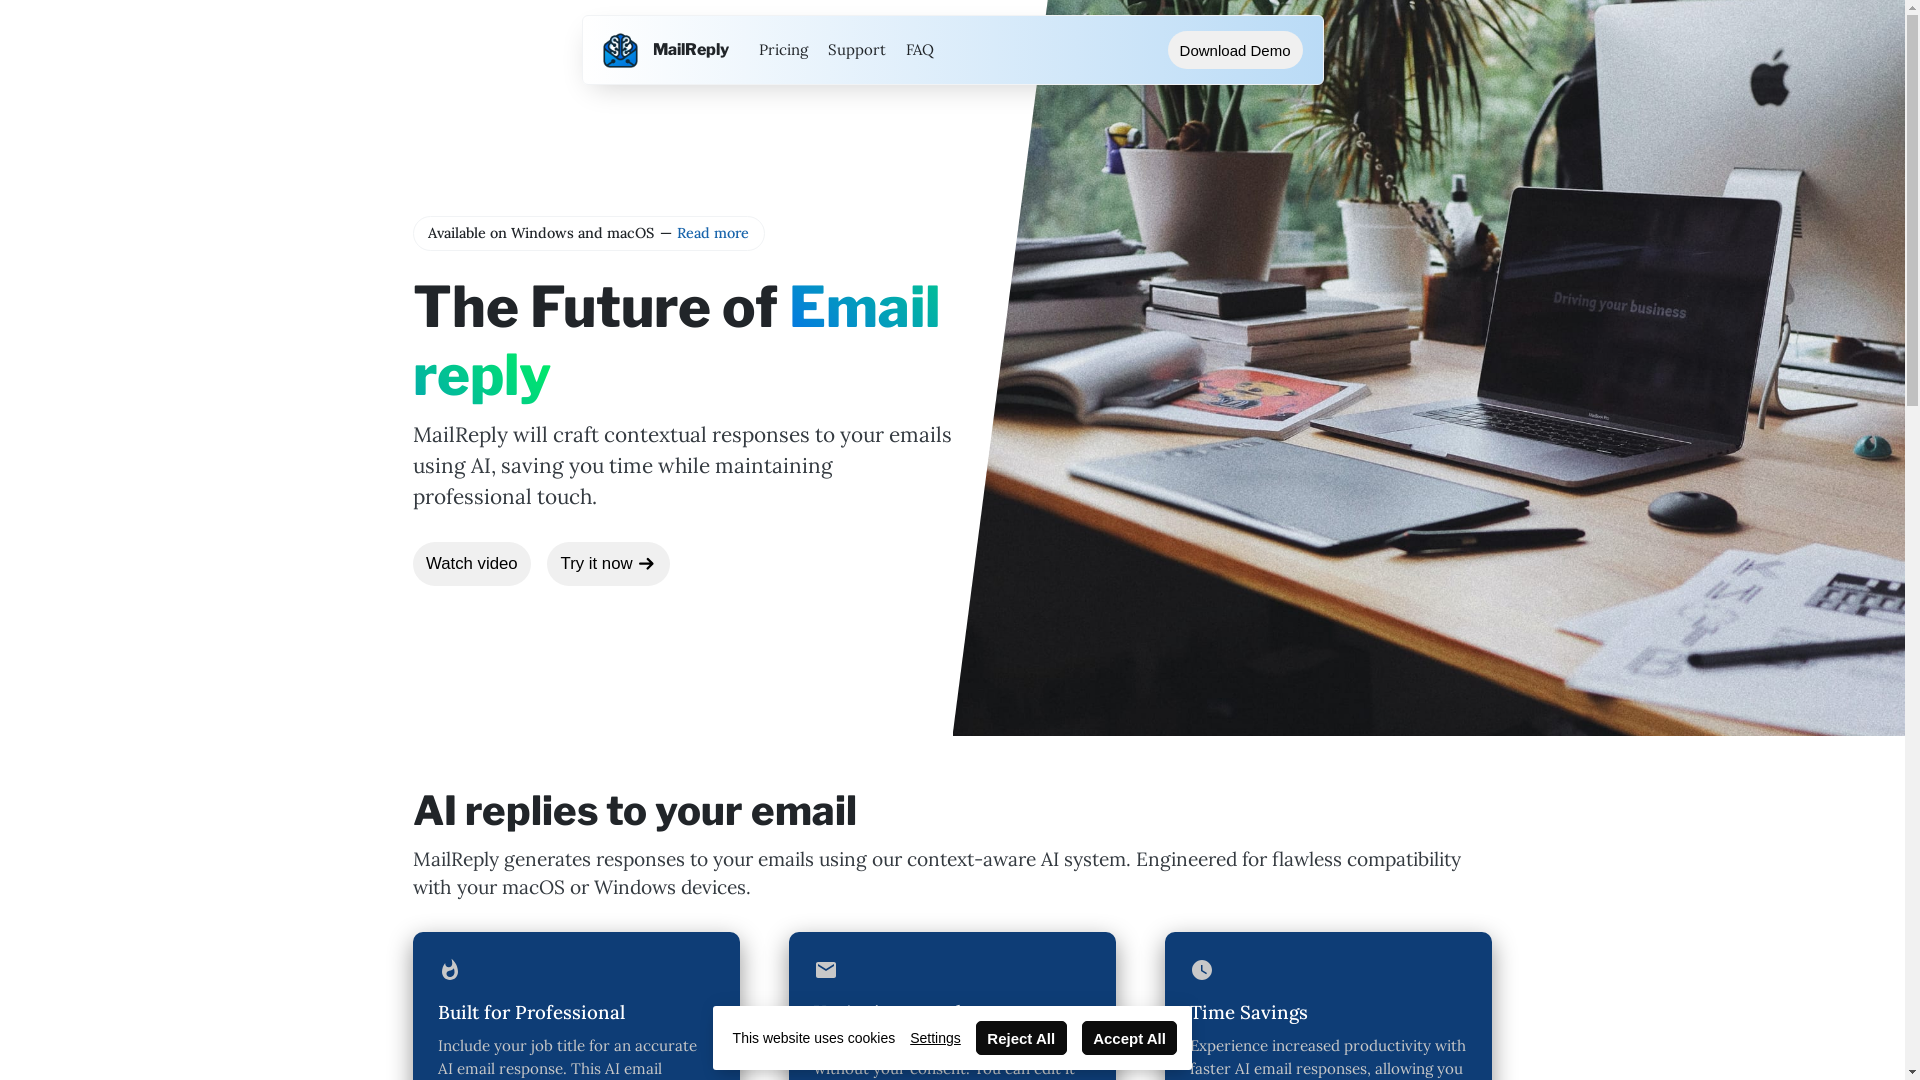 MailReply
Pricing
Support
FAQ
Download Demo
Available on Windows and macOS — Read more
The Future of Email
reply
MailReply will craft contextual responses to your emails
using AI, saving you time while maintaining
professional touch.
Watch video
Try it now
Driving your business
AI replies to your email
MailReply generates responses to your emails using our context-aware AI system. Engineered for flawless compatibility
with your macOS or Windows devices.
Built for Professional
Include your job title for an accurate
AI email response. This AI email
without your consent. You can edit it
Time Savings
Experience increased productivity with
faster AI email responses, allowing you
This website uses cookies
Settings
Reject All
Accept All